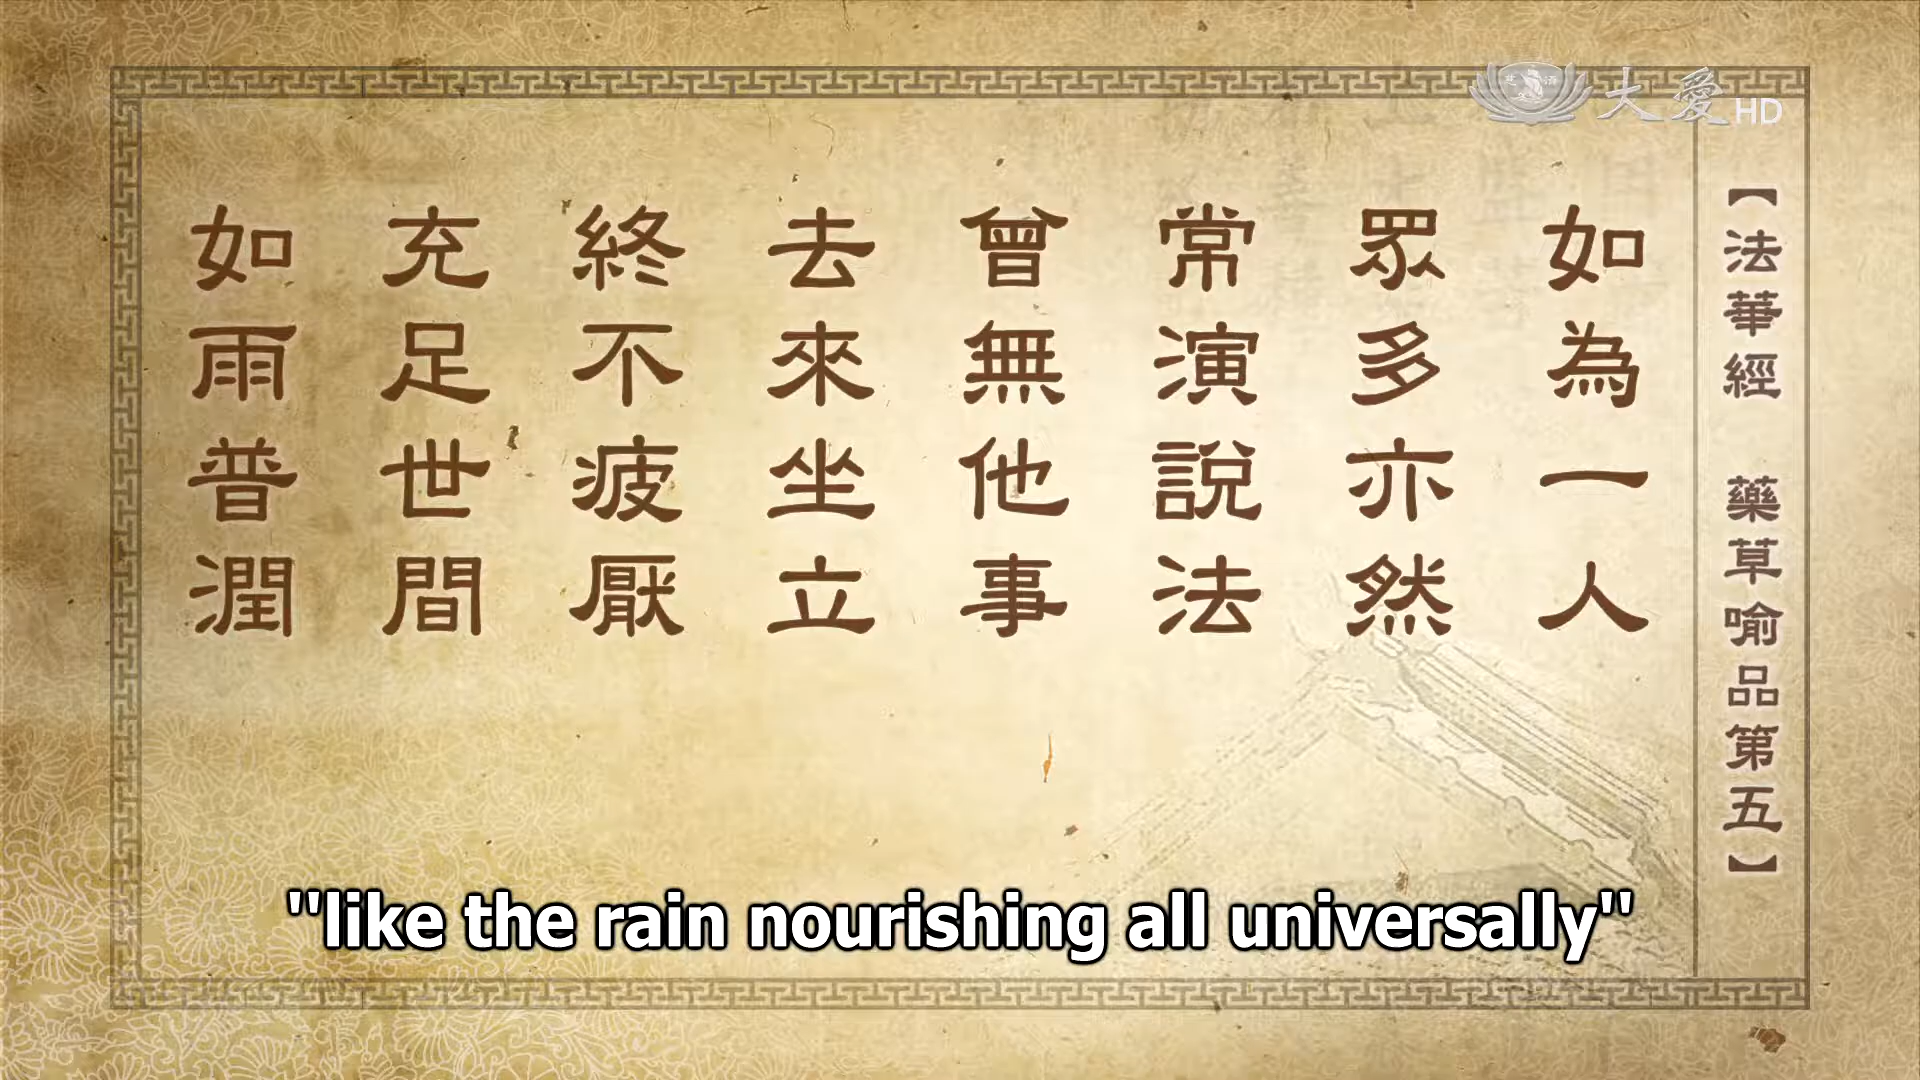 大愛HD
【法華經 藥草喻品第五】
如為一人
眾多亦然
常演說法
曾無他事
去來坐立
終不疲厭
充足世間
如雨普潤
"like the rain nourishing all universally"